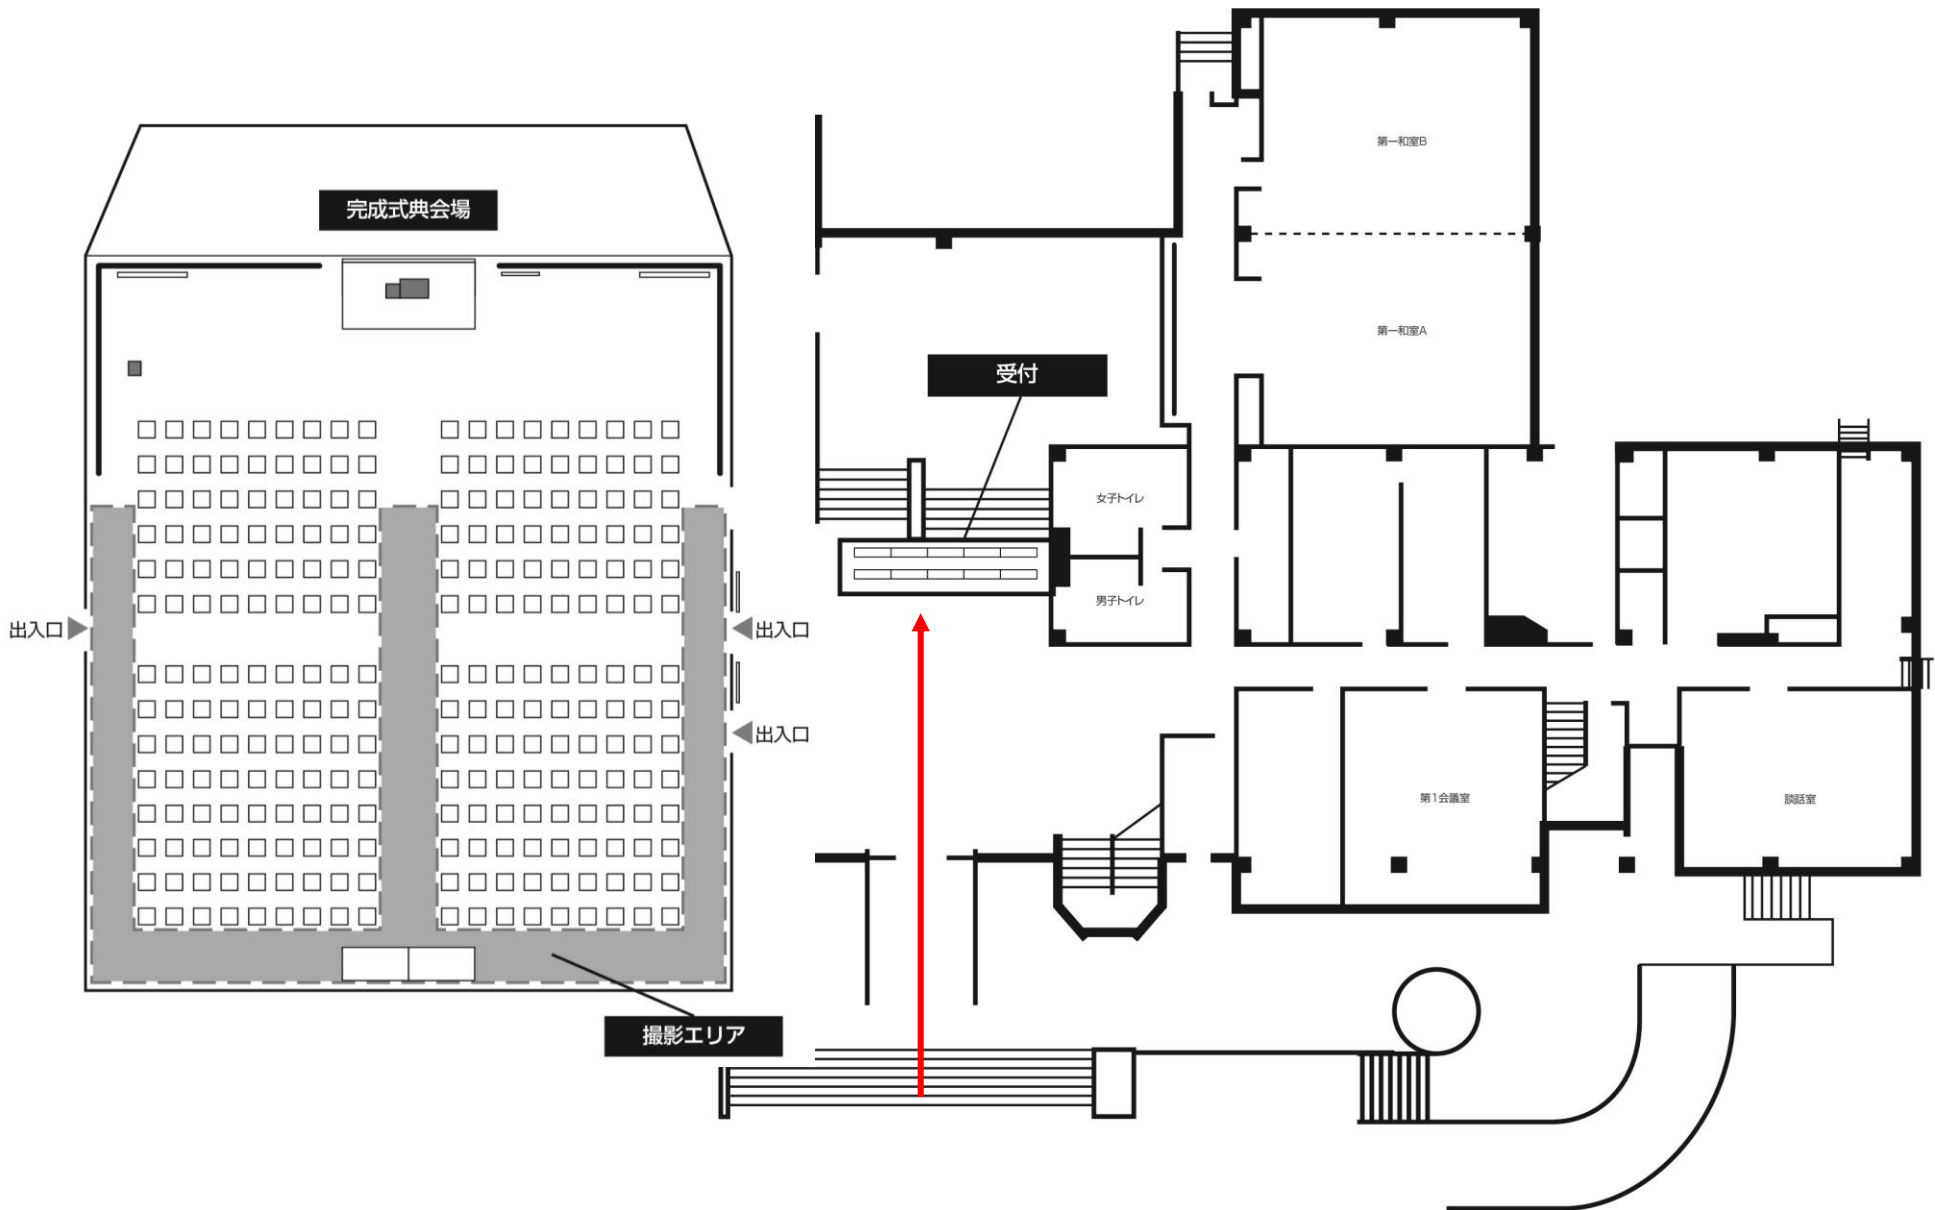 完成式典会場
出入口
出入口
出入口
撮影エリア
受付
第一和室B
第一和室A
女子トイレ
男子トイレ
第1会議室
談話室